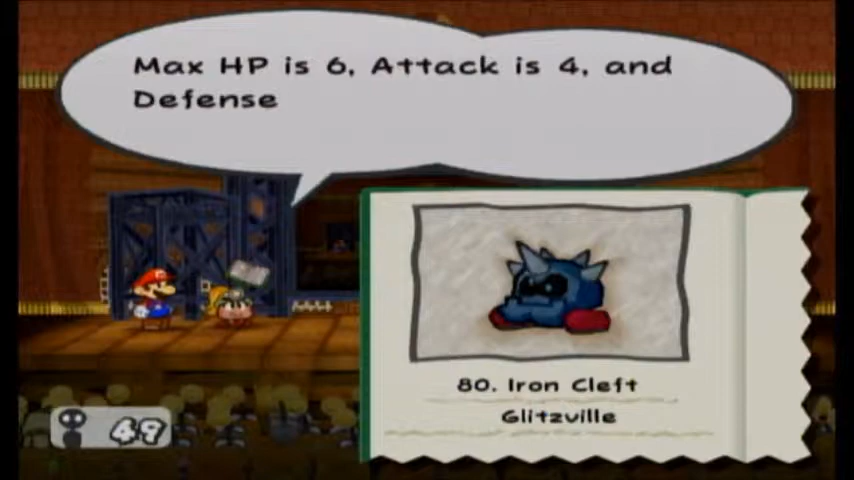 Max HP is 6, Attack is 4, and
Defense
80. Iron Cleft
Glitzville
49